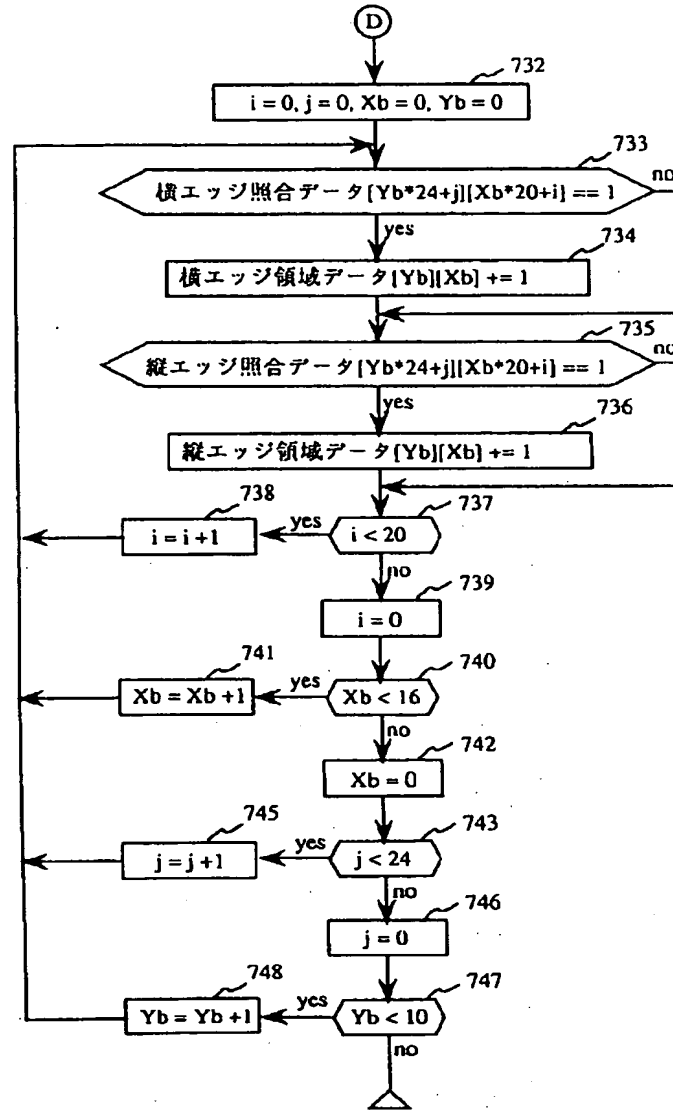 D
732
i = 0, j = 0, Xb = 0, Yb = 0
733
横エッジ照合データ[Yb*24+j][Xb*20+i] == 1
no
yes
734
横エッジ領域データ[Yb][Xb] += 1
735
縦エッジ照合データ[Yb*24+j][Xb*20+i] == 1
no
yes
736
縦エッジ領域データ[Yb][Xb] += 1
738
737
i = i +1
yes
i < 20
no
739
i = 0
741
740
Xb = Xb +1
yes
Xb < 16
no
742
Xb = 0
745
743
j = j +1
yes
j < 24
no
746
j = 0
748
747
Yb = Yb +1
yes
Yb < 10
no